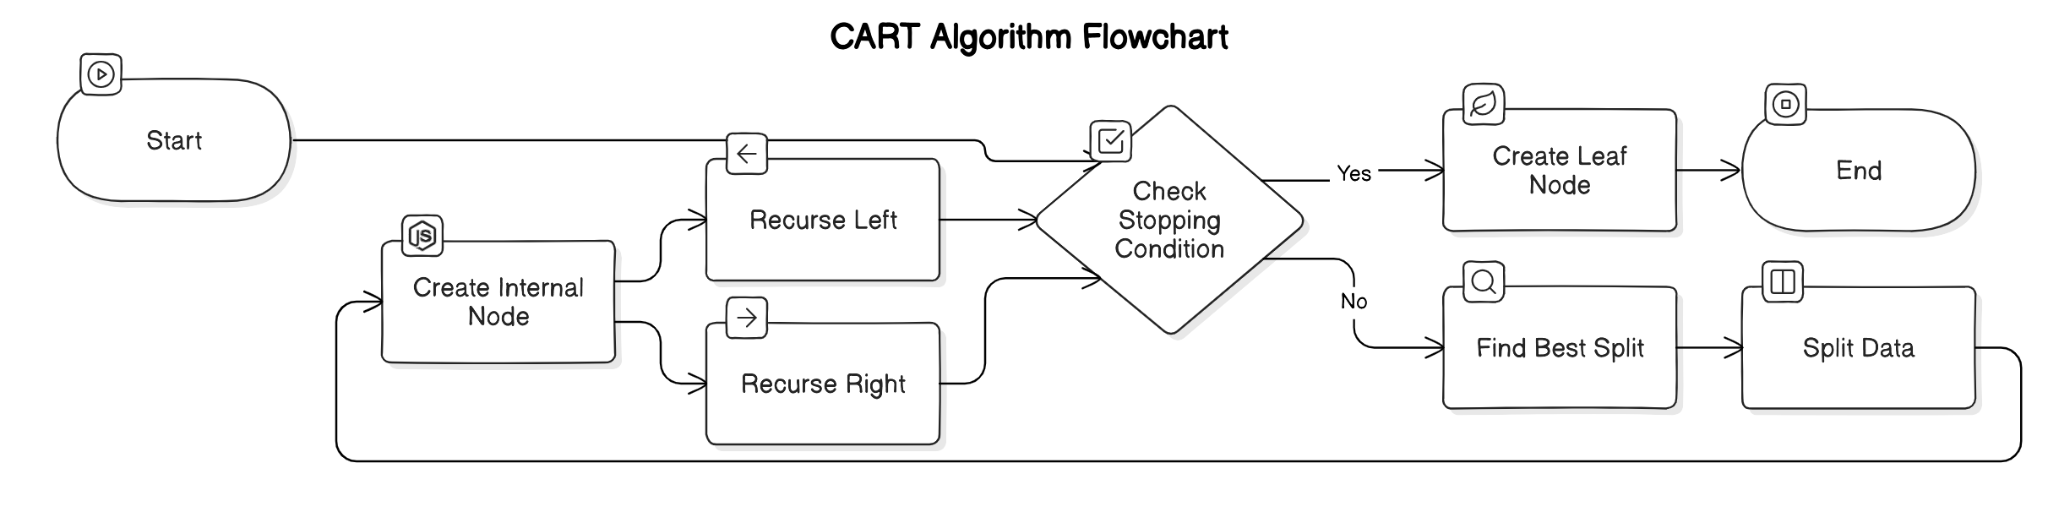 CART Algorithm Flowchart
Start
Create Internal
Node
JS
Recurse Left
Recurse Right
Check
Stopping
Condition
Yes
No
Create Leaf
Node
End
Find Best Split
Split Data